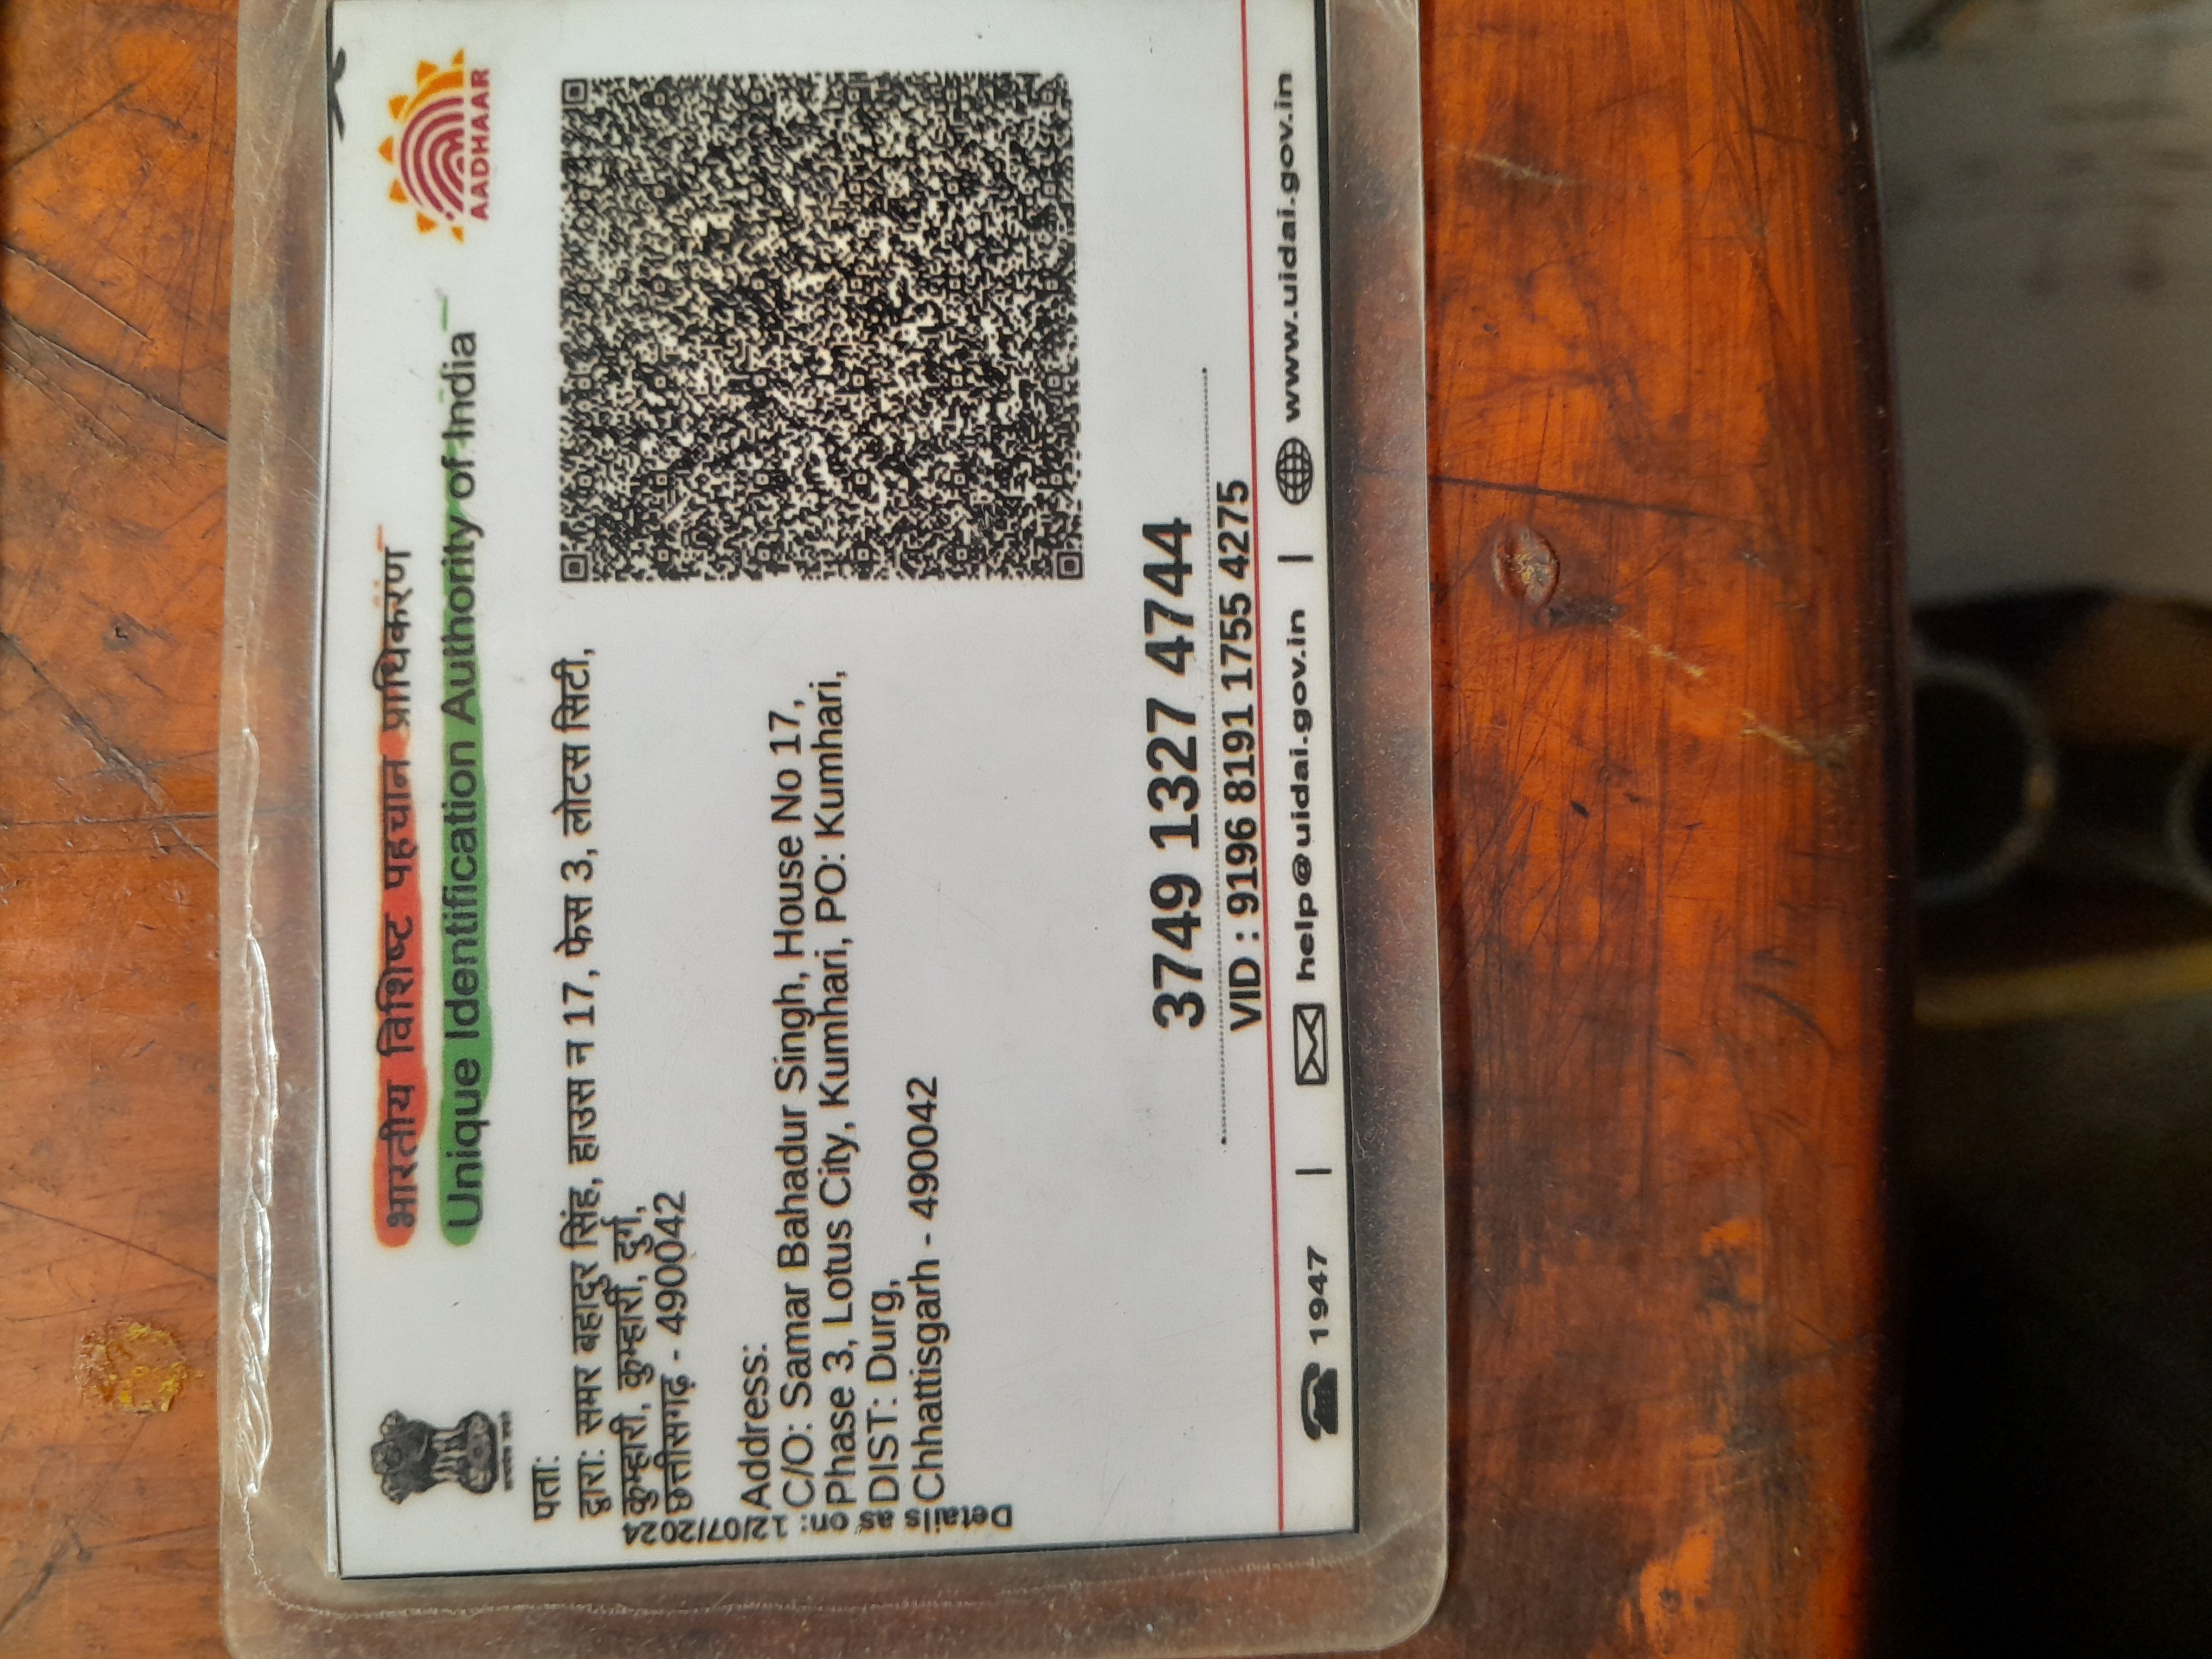 भारतीय विशिष्ट पहचान प्राधिकरण
Unique Identification Authority of India
AADHAAR
पता:
द्वारा: समर बहादुर सिंह, हाउस न 17, फेस 3, लोटस सिटी,
कुम्हारी, कुम्हारी, दुर्ग,
छत्तीसगढ़ - 490042
Address:
C/O: Samar Bahadur Singh, House No 17,
Phase 3, Lotus City, Kumhari, PO: Kumhari,
DIST: Durg,
Chhattisgarh - 490042
Details as on: 12/07/2024
3749 1327 4744
VID : 9196 8191 1755 4275
1947 | help@uidai.gov.in | www.uidai.gov.in